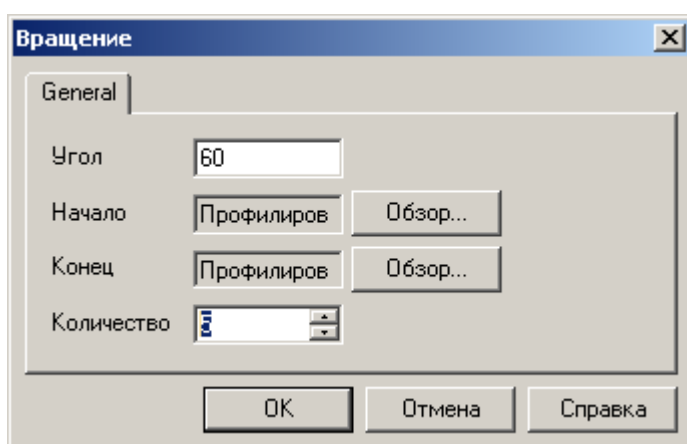 Вращение
General
Угол 60
Начало Профилиров Обзор...
Конец Профилиров Обзор...
Количество
OK Отмена Справка